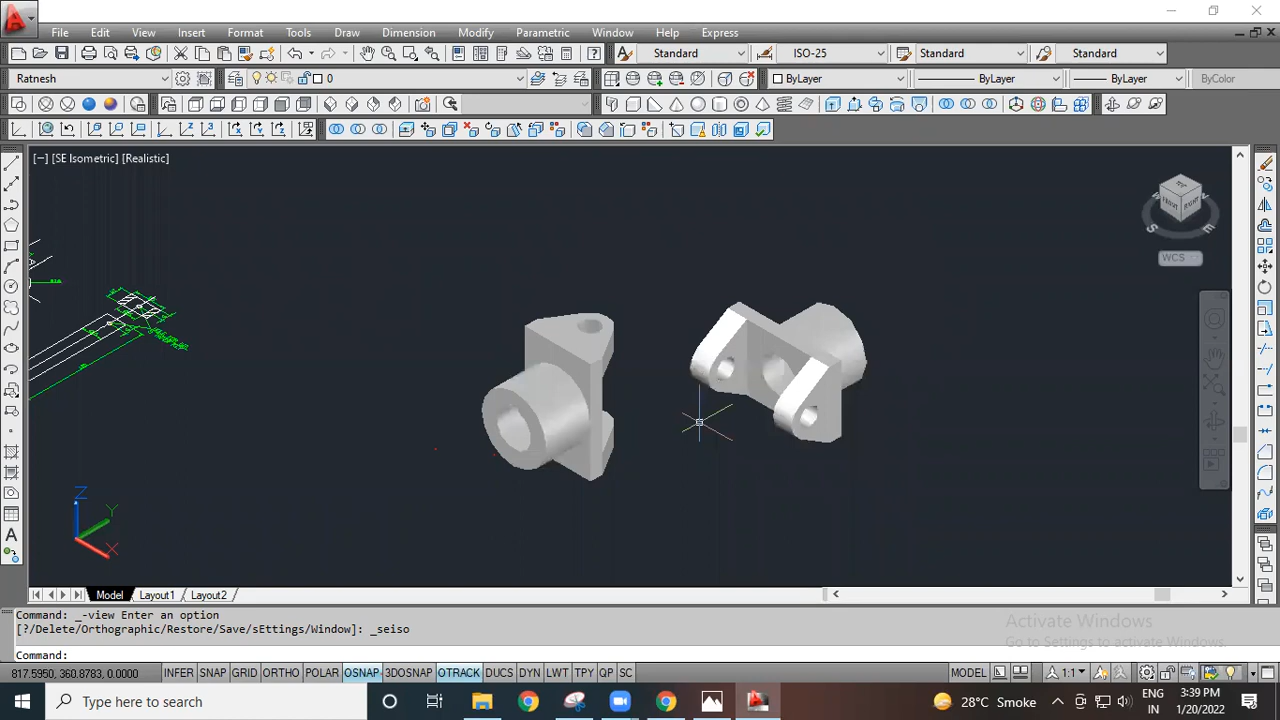 File Edit View Insert Format Tools Draw Dimension Modify Parametric Window Help Express
Standard ISO-25 Standard Standard
Ratnesh 0 ByLayer ByLayer ByLayer ByColor
[−] [SE Isometric] [Realistic]
TOP
FRONT RIGHT
W S E
WCS
Z
Y
X
Model Layout1 Layout2
Command: _-view Enter an option
[?/Delete/Orthographic/Restore/Save/sEttings/Window]: _seiso
Command:
Activate Windows
Go to Settings to activate Windows.
817.5950, 360.8783, 0.0000 INFER SNAP GRID ORTHO POLAR OSNAP 3DOSNAP OTRACK DUCS DYN LWT TPY QP SC MODEL 1:1
Type here to search
28°C Smoke
ENG
IN
3:39 PM
1/20/2022